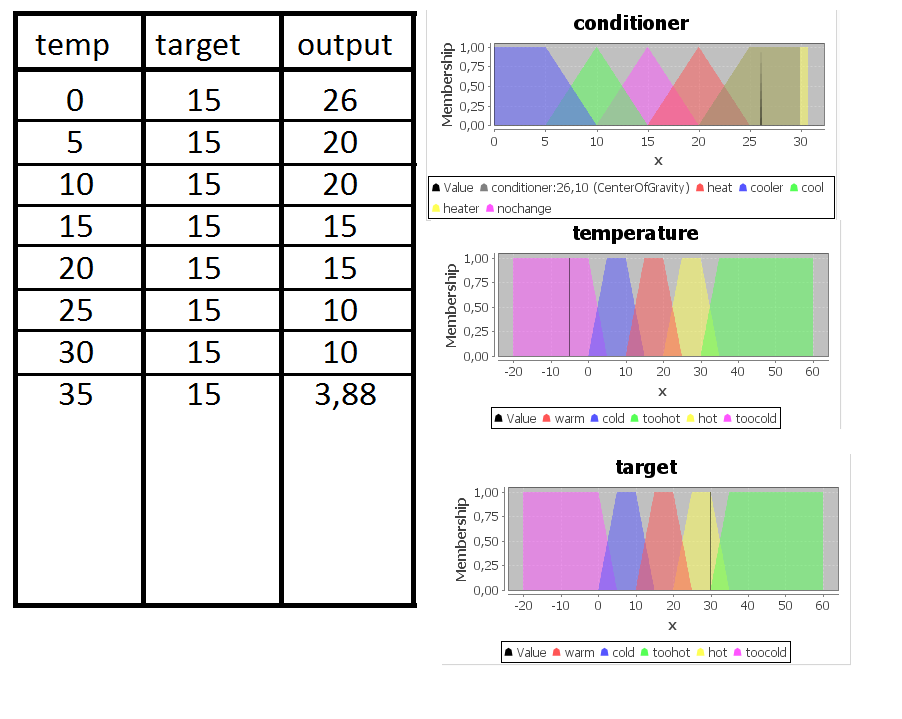 temp target output
0 15 26
5 15 20
10 15 20
15 15 15
20 15 15
25 15 10
30 15 10
35 15 3,88
conditioner
Membership
1,00
0,75
0,50
0,25
0,00
0 5 10 15 20 25 30
x
Value conditioner:26,10 (CenterOfGravity) heat cooler cool
heater nochange
temperature
Membership
1,00
0,75
0,50
0,25
0,00
-20 -10 0 10 20 30 40 50 60
x
Value warm cold toohot hot toocold
target
Membership
1,00
0,75
0,50
0,25
0,00
-20 -10 0 10 20 30 40 50 60
x
Value warm cold toohot hot toocold